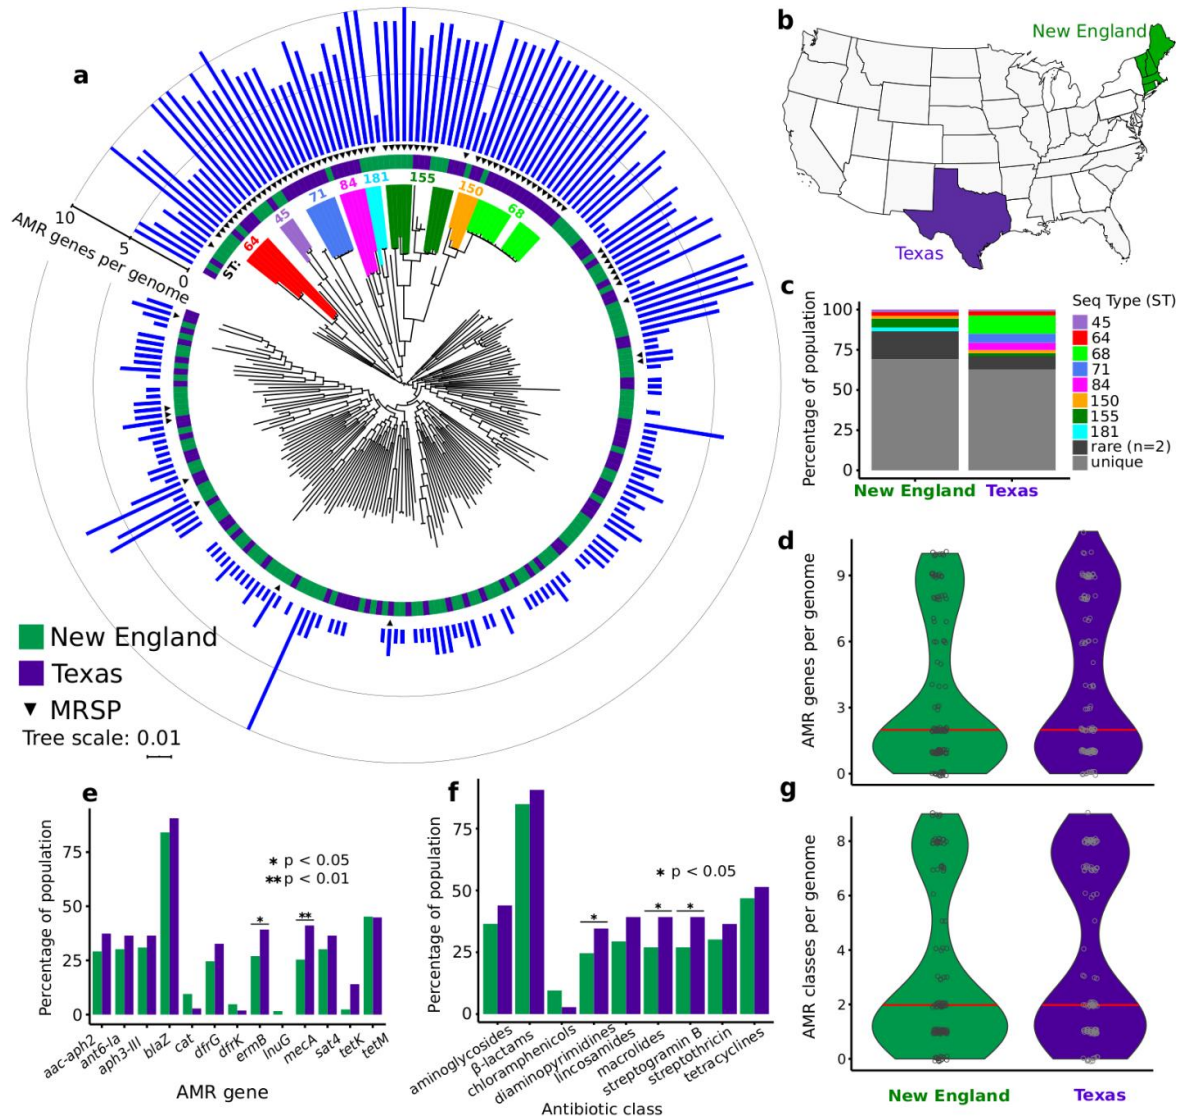 a
10
5
0
AMR genes per genome
ST:
64
45
71
84
181
155
150
68
New England
Texas
MRSP
Tree scale: 0.01
b
New England
Texas
c
Percentage of population
100
75
50
25
0
New England
Texas
Seq Type (ST)
45
64
68
71
84
150
155
181
rare (n=2)
unique
d
AMR genes per genome
9
6
3
0
e
Percentage of population
75
50
25
0
* p < 0.05
** p < 0.01
*
**
aac-aph2
ant6-Ia
aph3-III
blaZ
cat
dfrG
dfrK
ermB
lnuG
mecA
sat4
tetK
tetM
AMR gene
f
Percentage of population
75
50
25
0
* p < 0.05
*
*
*
aminoglycosides
β-lactams
chloramphenicols
diaminopyrimidines
lincosamides
macrolides
streptogramin B
streptothricin
tetracyclines
Antibiotic class
g
AMR classes per genome
8
6
4
2
0
New England
Texas